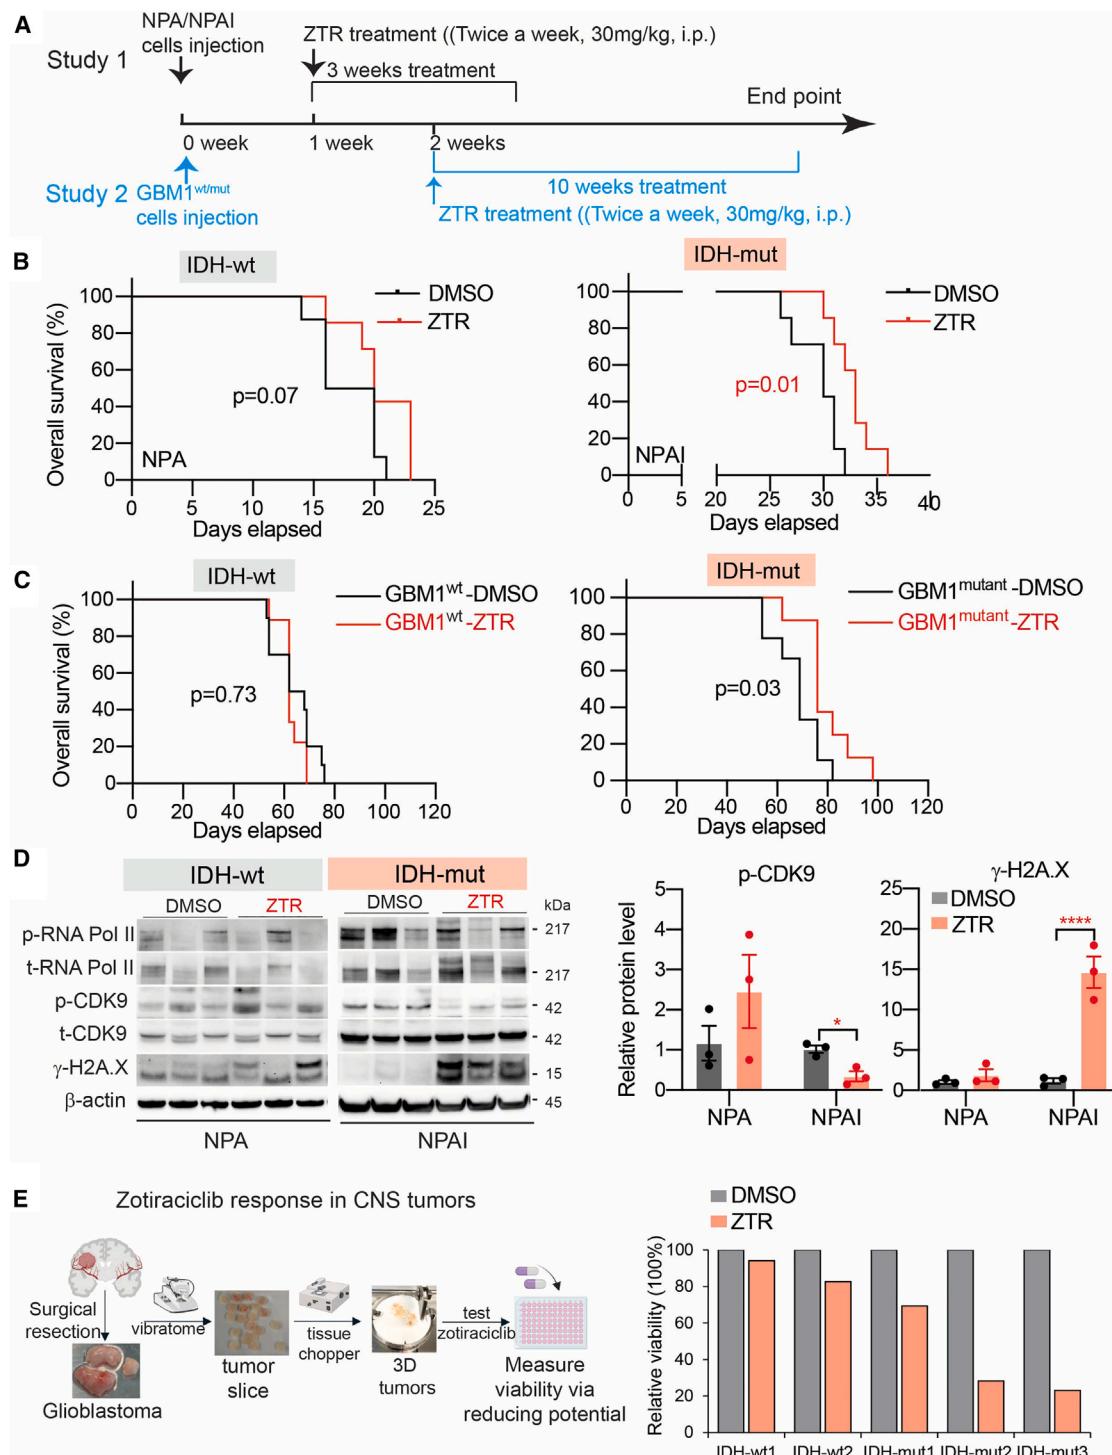 A
NPA/NPAI
cells injection
Study 1
ZTR treatment ((Twice a week, 30mg/kg, i.p.)
3 weeks treatment
End point
0 week
1 week
2 weeks
Study 2
GBM1wt/mut
cells injection
10 weeks treatment
ZTR treatment ((Twice a week, 30mg/kg, i.p.)
B
IDH-wt
Overall survival (%)
100
80
60
40
20
0
DMSO
ZTR
p=0.07
NPA
0 5 10 15 20 25
Days elapsed
IDH-mut
100
80
60
40
20
0
DMSO
ZTR
p=0.01
NPAI
0 5 20 25 30 35 40
Days elapsed
C
IDH-wt
Overall survival (%)
100
80
60
40
20
0
GBM1wt-DMSO
GBM1wt-ZTR
p=0.73
0 20 40 60 80 100 120
Days elapsed
IDH-mut
100
80
60
40
20
0
GBM1mutant-DMSO
GBM1mutant-ZTR
p=0.03
0 20 40 60 80 100 120
Days elapsed
D
IDH-wt IDH-mut
DMSO ZTR DMSO ZTR kDa
p-RNA Pol II - 217
t-RNA Pol II - 217
p-CDK9 - 42
t-CDK9 - 42
γ-H2A.X - 15
β-actin - 45
NPA NPAI
p-CDK9
Relative protein level
5
4
3
2
1
0
*
NPA NPAI
γ-H2A.X
25
20
15
10
5
0
DMSO
ZTR
****
NPA NPAI
E
Zotiraciclib response in CNS tumors
Surgical
resection
Glioblastoma
vibratome
tumor
slice
tissue
chopper
3D
tumors
test
zotiraciclib
Measure
viability via
reducing potential
DMSO
ZTR
Relative viability (100%)
100
80
60
40
20
0
IDH-wt1 IDH-wt2 IDH-mut1 IDH-mut2 IDH-mut3